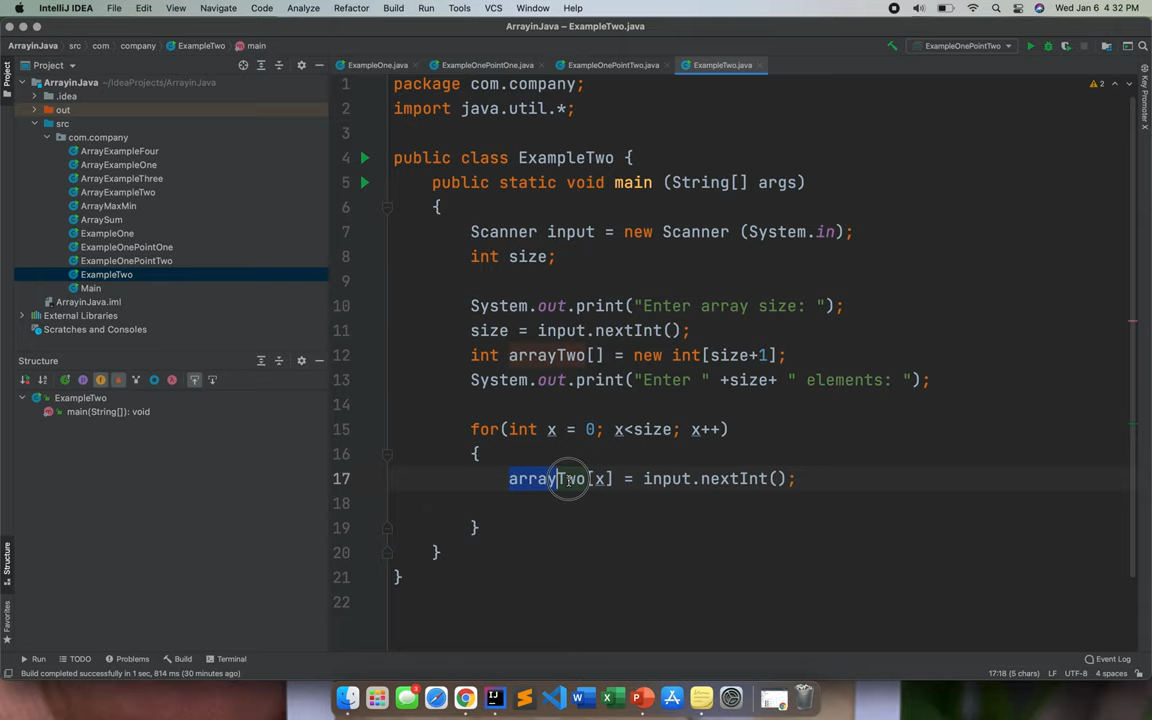 IntelliJ IDEA File Edit View Navigate Code Analyze Refactor Build Run Tools VCS Window Help Wed Jan 6 4:32 PM
ArrayinJava – ExampleTwo.java
ArrayinJava src com company ExampleTwo main ExampleOnePointTwo
Project
ExampleOne.java ExampleOnePointOne.java ExampleOnePointTwo.java ExampleTwo.java
ArrayinJava ~/IdeaProjects/ArrayinJava
.idea
out
src
com.company
ArrayExampleFour
ArrayExampleOne
ArrayExampleThree
ArrayExampleTwo
ArrayMaxMin
ArraySum
ExampleOne
ExampleOnePointOne
ExampleOnePointTwo
ExampleTwo
Main
ArrayinJava.iml
External Libraries
Scratches and Consoles
Structure
ExampleTwo
main(String[]): void
Project
Structure
Favorites
1 package com.company;
2 import java.util.*;
3
4 public class ExampleTwo {
5 public static void main (String[] args)
6 {
7 Scanner input = new Scanner (System.in);
8 int size;
9
10 System.out.print("Enter array size: ");
11 size = input.nextInt();
12 int arrayTwo[] = new int[size+1];
13 System.out.print("Enter " +size+ " elements: ");
14
15 for(int x = 0; x<size; x++)
16 {
17 arrayTwo[x] = input.nextInt();
18
19 }
20 }
21 }
22
2
Key Promoter X
Run TODO Problems Build Terminal Event Log
Build completed successfully in 1 sec, 814 ms (30 minutes ago) 17:18 (5 chars) LF UTF-8 4 spaces